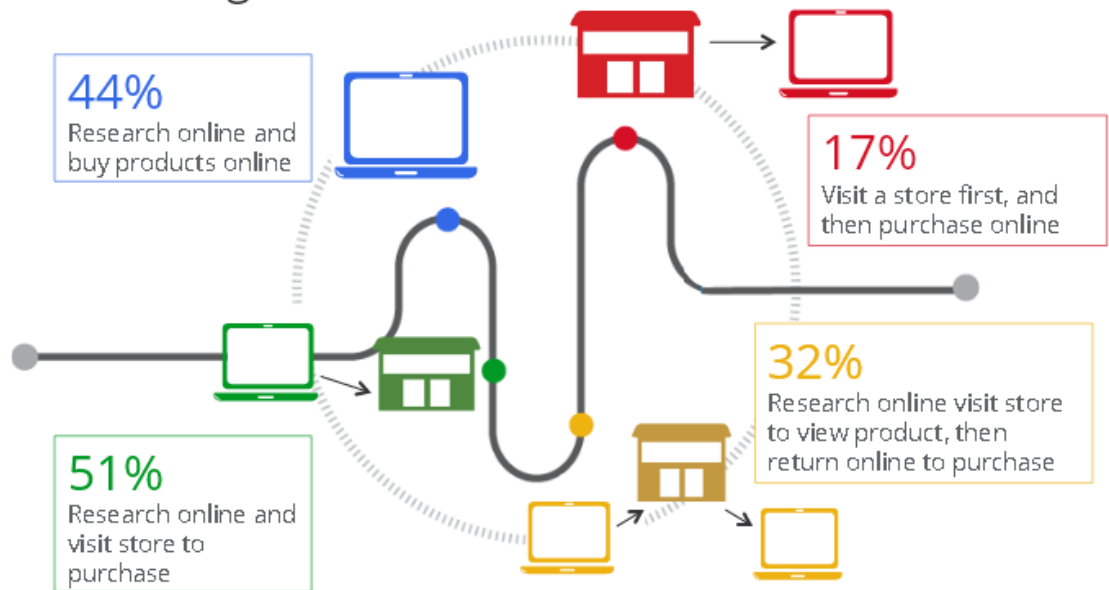 44%
Research online and
buy products online
17%
Visit a store first, and
then purchase online
32%
Research online visit store
to view product, then
return online to purchase
51%
Research online and
visit store to
purchase